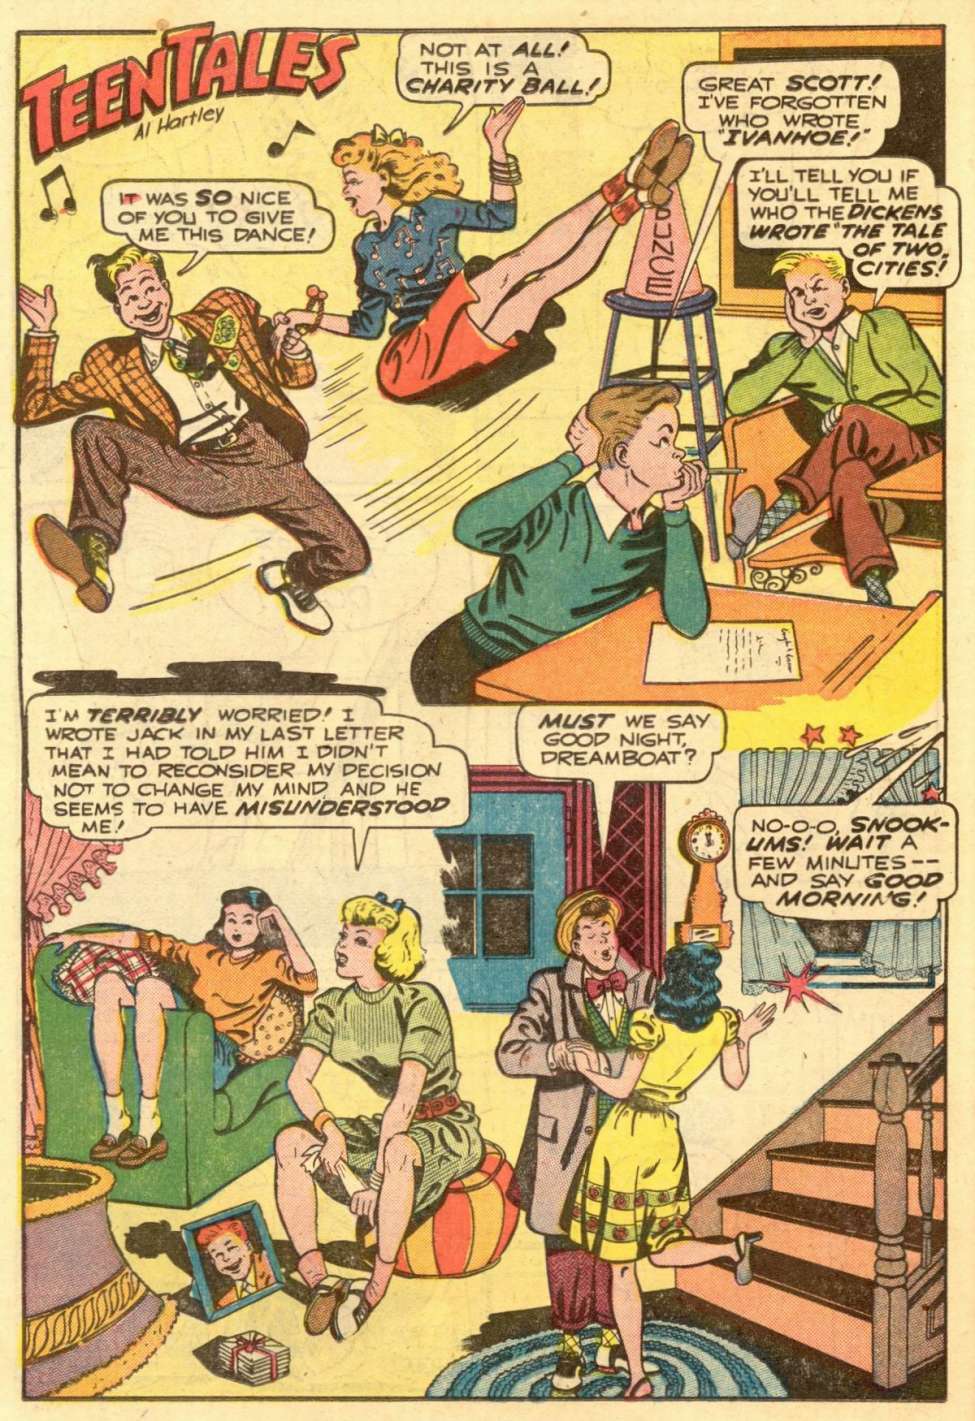 TEEN TALES
Al Hartley
IT WAS SO NICE
OF YOU TO GIVE
ME THIS DANCE!
NOT AT ALL!
THIS IS A
CHARITY BALL!
GREAT SCOTT!
I'VE FORGOTTEN
WHO WROTE
"IVANHOE!"
I'LL TELL YOU IF
YOU'LL TELL ME
WHO THE DICKENS
WROTE "THE TALE
OF TWO
CITIES!
DUNCE
I'M TERRIBLY WORRIED! I
WROTE JACK IN MY LAST LETTER
THAT I HAD TOLD HIM I DIDN'T
MEAN TO RECONSIDER MY DECISION
NOT TO CHANGE MY MIND, AND HE
SEEMS TO HAVE MISUNDERSTOOD
ME!
MUST WE SAY
GOOD NIGHT,
DREAMBOAT?
NO-O-O, SNOOK-
UMS! WAIT A
FEW MINUTES--
AND SAY GOOD
MORNING!